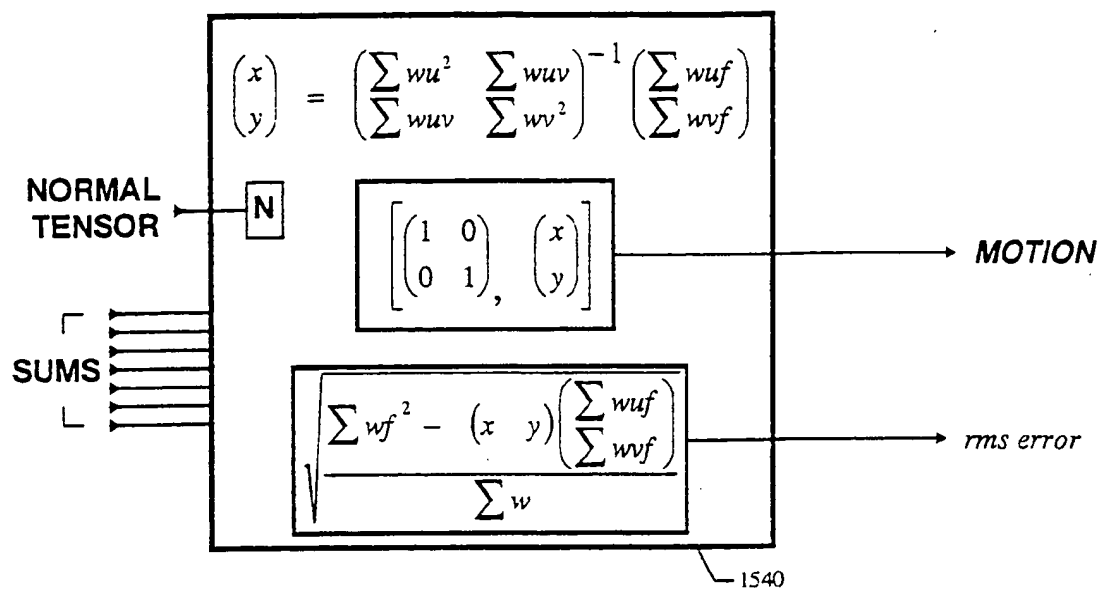 (x y) = (∑wu² ∑wuv ∑wuv ∑wv²)⁻¹ (∑wuf ∑wvf)
NORMAL
TENSOR
N
[(1 0 0 1), (x y)]
MOTION
SUMS
√((∑wf² − (x y)(∑wuf ∑wvf)) / ∑w)
rms error
1540